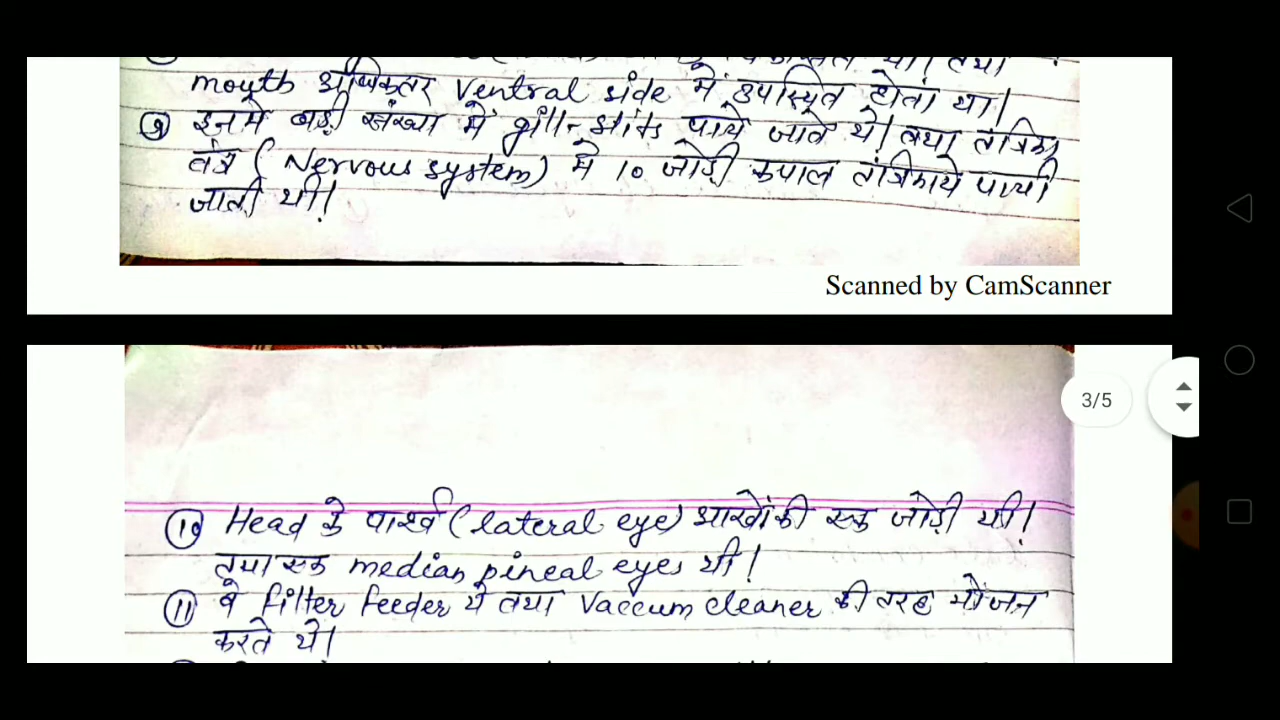 mouth अधिकतर Ventral side में उपस्थित होता था।
⑨ इनमे बड़ी संख्या में gill-slits पाये जाते थे। तथा तंत्रिका
तंत्र ( Nervous system) मे 10 जोड़ी कपाल तंत्रिकाये पायी
जाती थी।
Scanned by CamScanner
3/5
⑩ Head के पार्श्व (lateral eye) आखों की एक जोड़ी थी।
तथा एक median pineal eyes थी।
⑪ वे filter feeder थे तथा Vaccum cleaner की तरह भोजन
करते थे।